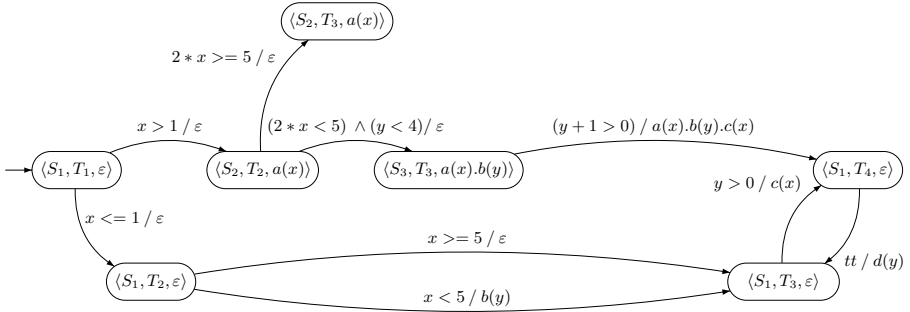 ⟨S₂, T₃, a(x)⟩
2 ∗ x >= 5 / ε
x > 1 / ε
(2 ∗ x < 5) ∧ (y < 4)/ ε
(y + 1 > 0) / a(x).b(y).c(x)
⟨S₁, T₁, ε⟩
⟨S₂, T₂, a(x)⟩
⟨S₃, T₃, a(x).b(y)⟩
⟨S₁, T₄, ε⟩
y > 0 / c(x)
x <= 1 / ε
x >= 5 / ε
tt / d(y)
⟨S₁, T₂, ε⟩
⟨S₁, T₃, ε⟩
x < 5 / b(y)